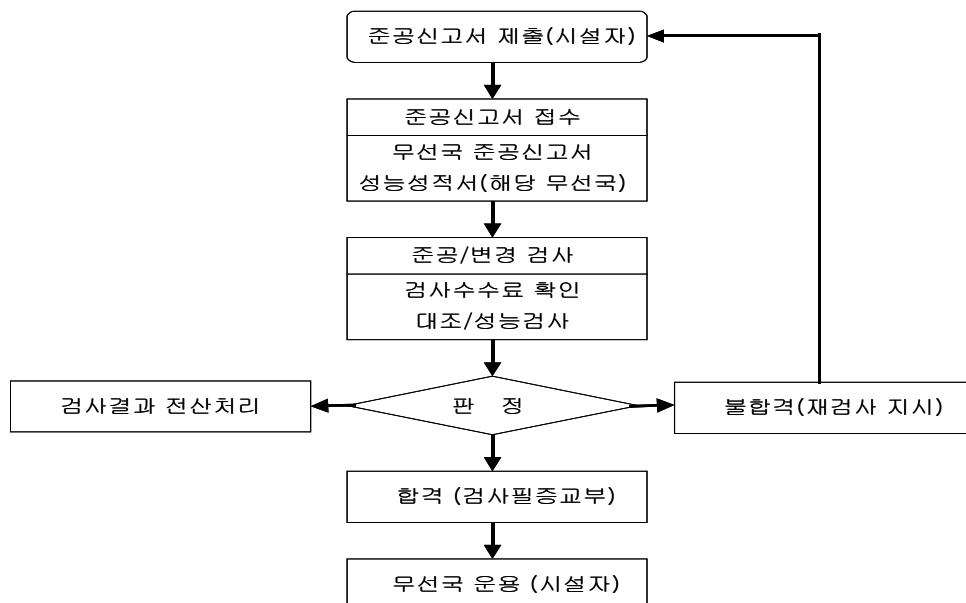 준공신고서 제출(시설자)
준공신고서 접수
무선국 준공신고서
성능성적서(해당 무선국)
준공/변경 검사
검사수수료 확인
대조/성능검사
검사결과 전산처리
판 정
불합격(재검사 지시)
합격 (검사필증교부)
무선국 운용 (시설자)